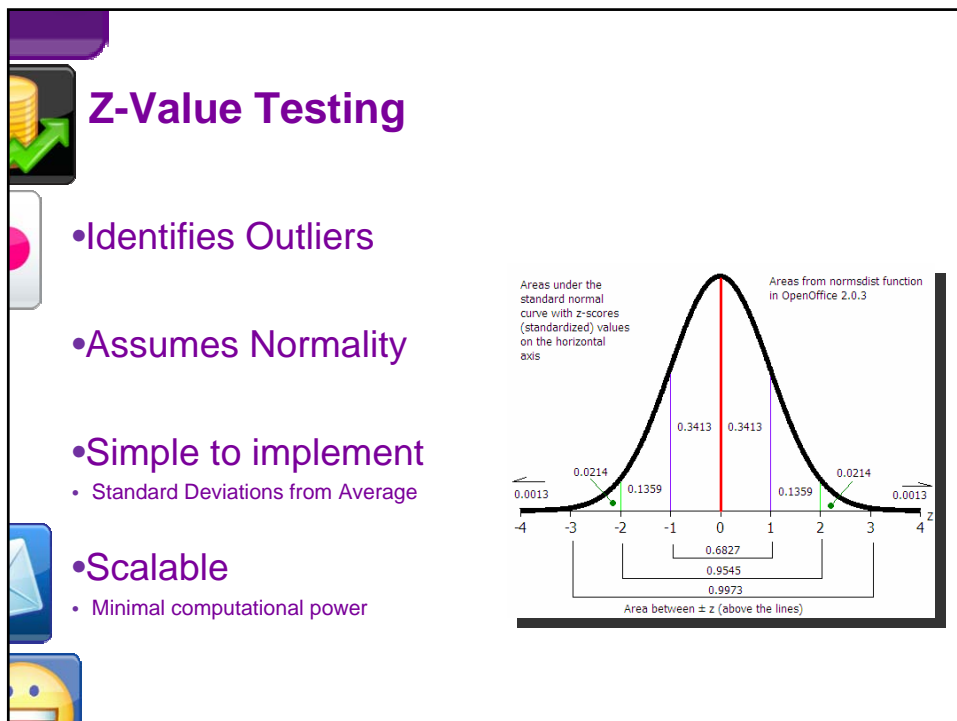 Z-Value Testing
•Identifies Outliers
•Assumes Normality
•Simple to implement
• Standard Deviations from Average
•Scalable
• Minimal computational power
Areas under the
standard normal
curve with z-scores
(standardized) values
on the horizontal
axis
Areas from normsdist function
in OpenOffice 2.0.3
0.3413 0.3413
0.0214 0.0214
0.1359 0.1359
0.0013 0.0013
z
-4 -3 -2 -1 0 1 2 3 4
0.6827
0.9545
0.9973
Area between ± z (above the lines)